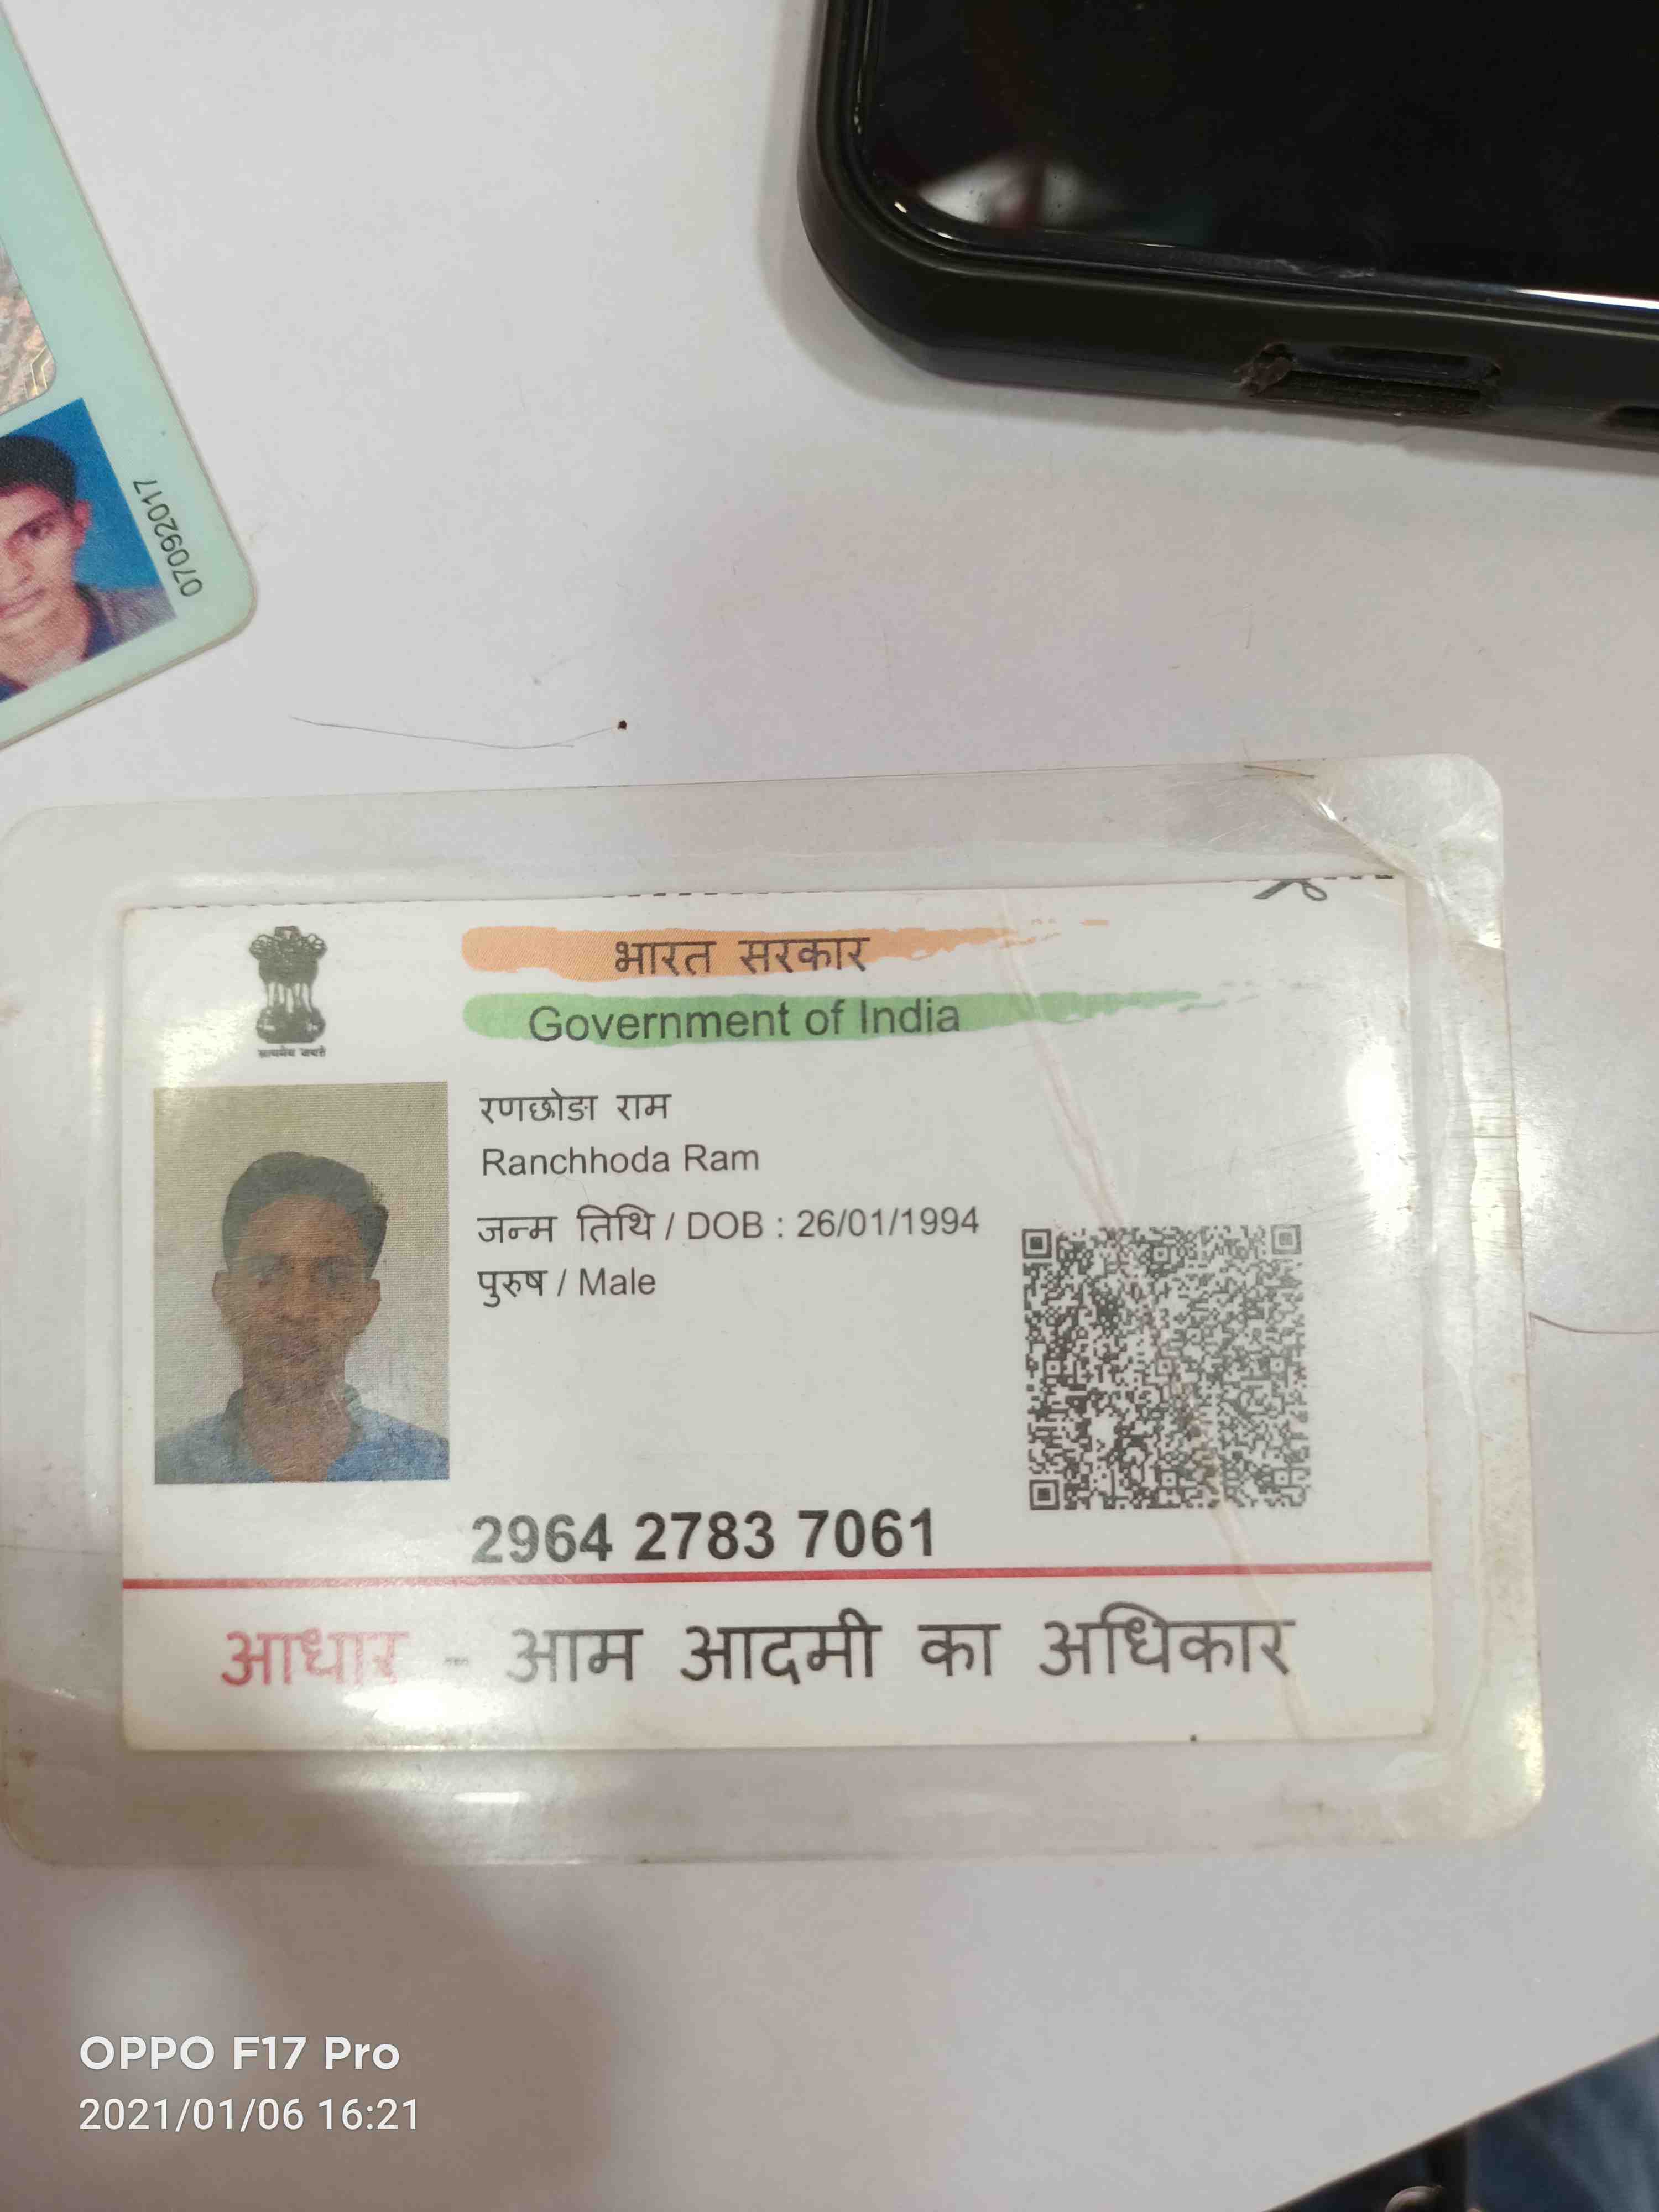 07092017
भारत सरकार
Government of India
सत्यमेव जयते
रणछोडा राम
Ranchhoda Ram
जन्म तिथि / DOB : 26/01/1994
पुरुष / Male
2964 2783 7061
आधार - आम आदमी का अधिकार
OPPO F17 Pro
2021/01/06 16:21